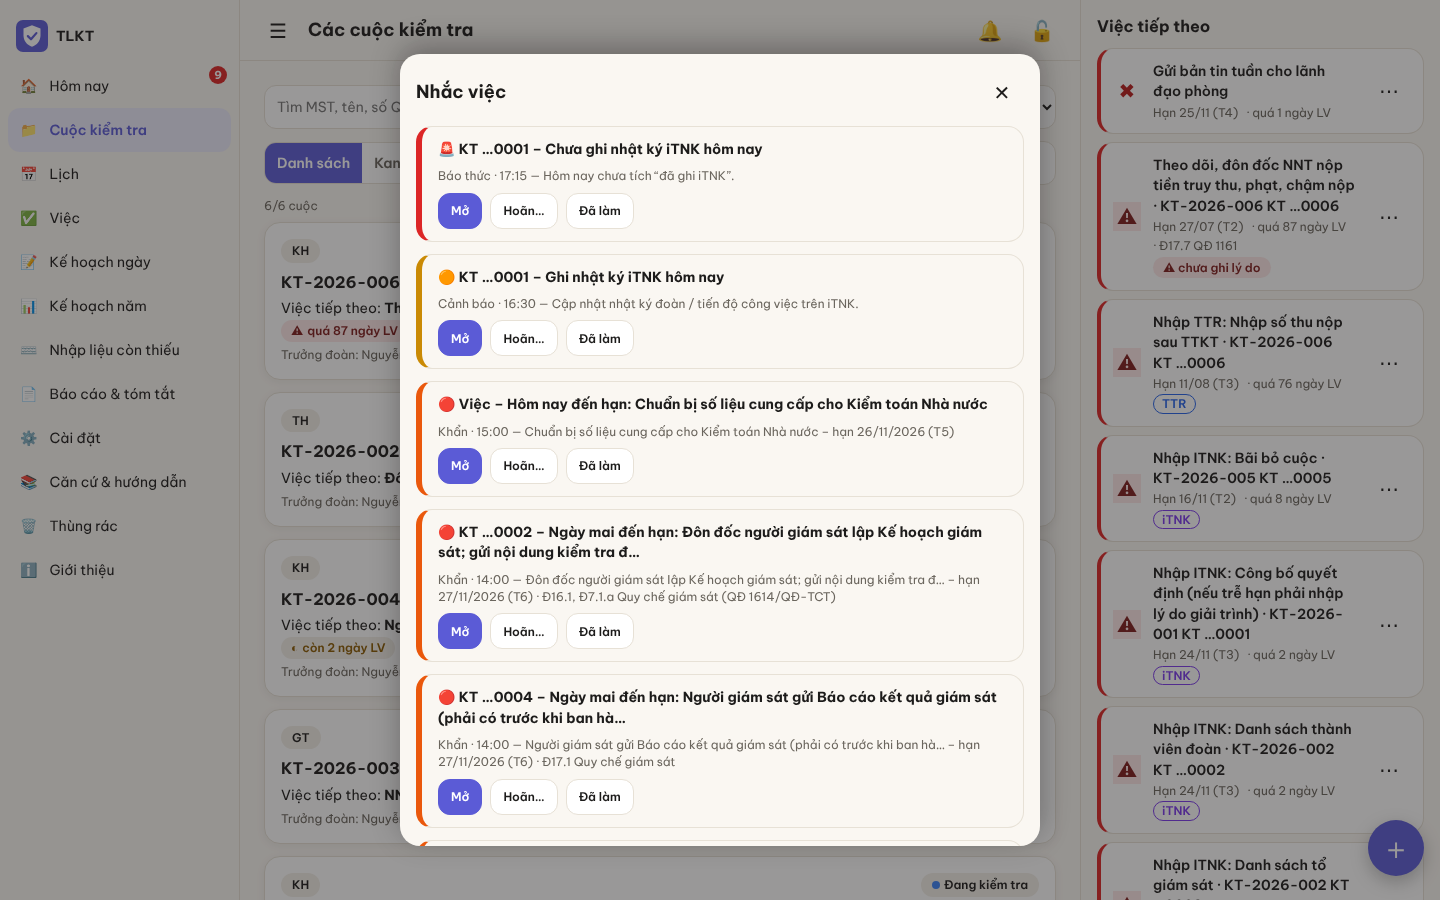 TLKT
Hôm nay
9
Cuộc kiểm tra
Lịch
Việc
Kế hoạch ngày
Kế hoạch năm
Nhập liệu còn thiếu
Báo cáo & tóm tắt
Cài đặt
Căn cứ & hướng dẫn
Thùng rác
Giới thiệu
Các cuộc kiểm tra
Tìm MST, tên, số Q
Danh sách
Kan
6/6 cuộc
KH
KT-2026-006
Việc tiếp theo: Th
quá 87 ngày LV
Trưởng đoàn: Nguyễ
TH
KT-2026-002
Việc tiếp theo: Đô
Trưởng đoàn: Nguyễ
KH
KT-2026-004
Việc tiếp theo: Ng
còn 2 ngày LV
Trưởng đoàn: Nguyễ
GT
KT-2026-003
Việc tiếp theo: NN
Trưởng đoàn: Nguyễ
KH
Đang kiểm tra
Nhắc việc
KT …0001 – Chưa ghi nhật ký iTNK hôm nay
Báo thức · 17:15 — Hôm nay chưa tích “đã ghi iTNK”.
Mở Hoãn… Đã làm
KT …0001 – Ghi nhật ký iTNK hôm nay
Cảnh báo · 16:30 — Cập nhật nhật ký đoàn / tiến độ công việc trên iTNK.
Mở Hoãn… Đã làm
Việc – Hôm nay đến hạn: Chuẩn bị số liệu cung cấp cho Kiểm toán Nhà nước
Khẩn · 15:00 — Chuẩn bị số liệu cung cấp cho Kiểm toán Nhà nước – hạn 26/11/2026 (T5)
Mở Hoãn… Đã làm
KT …0002 – Ngày mai đến hạn: Đôn đốc người giám sát lập Kế hoạch giám
sát; gửi nội dung kiểm tra đ…
Khẩn · 14:00 — Đôn đốc người giám sát lập Kế hoạch giám sát; gửi nội dung kiểm tra đ… – hạn
27/11/2026 (T6) · Đ16.1, Đ7.1.a Quy chế giám sát (QĐ 1614/QĐ-TCT)
Mở Hoãn… Đã làm
KT …0004 – Ngày mai đến hạn: Người giám sát gửi Báo cáo kết quả giám sát
(phải có trước khi ban hà…
Khẩn · 14:00 — Người giám sát gửi Báo cáo kết quả giám sát (phải có trước khi ban hà… – hạn
27/11/2026 (T6) · Đ17.1 Quy chế giám sát
Mở Hoãn… Đã làm
Việc tiếp theo
Gửi bản tin tuần cho lãnh
đạo phòng
Hạn 25/11 (T4) · quá 1 ngày LV
Theo dõi, đôn đốc NNT nộp
tiền truy thu, phạt, chậm nộp
· KT-2026-006 KT …0006
Hạn 27/07 (T2) · quá 87 ngày LV
· Đ17.7 QĐ 1161
chưa ghi lý do
Nhập TTR: Nhập số thu nộp
sau TTKT · KT-2026-006
KT …0006
Hạn 11/08 (T3) · quá 76 ngày LV
TTR
Nhập iTNK: Bãi bỏ cuộc ·
KT-2026-005 KT …0005
Hạn 16/11 (T2) · quá 8 ngày LV
iTNK
Nhập iTNK: Công bố quyết
định (nếu trễ hạn phải nhập
lý do giải trình) · KT-2026-
001 KT …0001
Hạn 24/11 (T3) · quá 2 ngày LV
iTNK
Nhập iTNK: Danh sách thành
viên đoàn · KT-2026-002
KT …0002
Hạn 24/11 (T3) · quá 2 ngày LV
iTNK
Nhập iTNK: Danh sách tổ
giám sát · KT-2026-002 KT